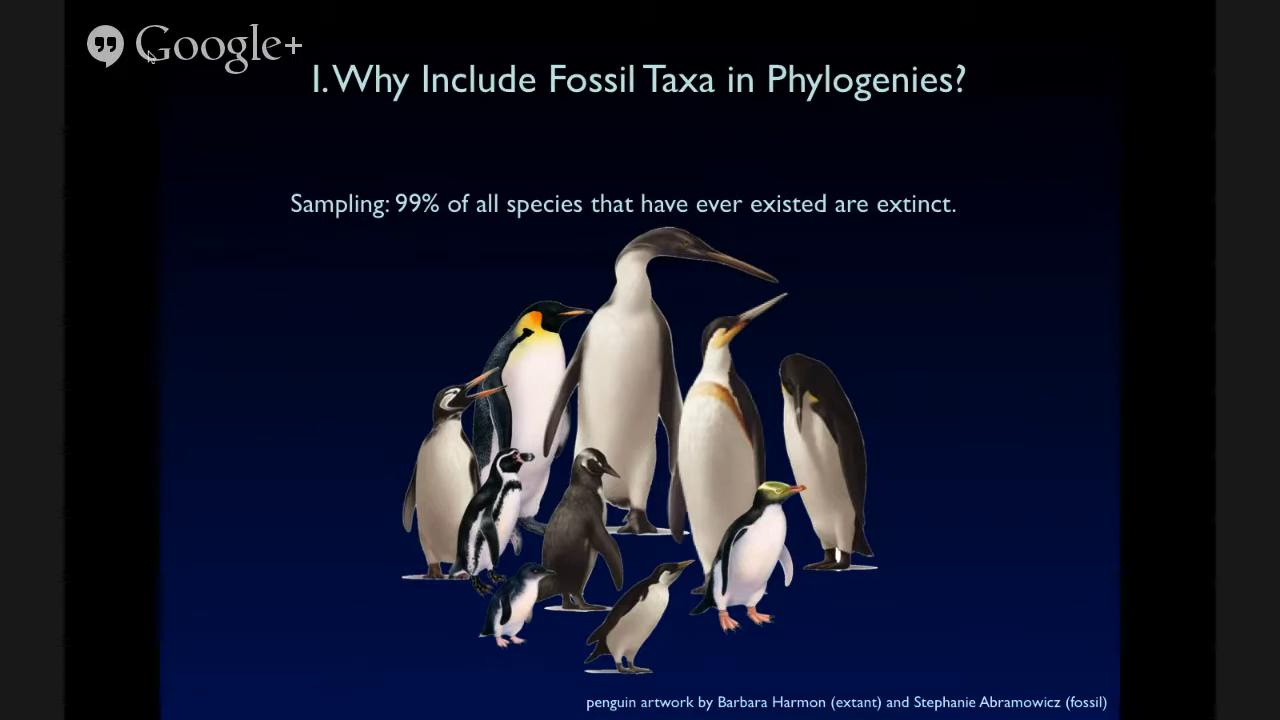 Google+
I. Why Include Fossil Taxa in Phylogenies?
Sampling: 99% of all species that have ever existed are extinct.
penguin artwork by Barbara Harmon (extant) and Stephanie Abramowicz (fossil)